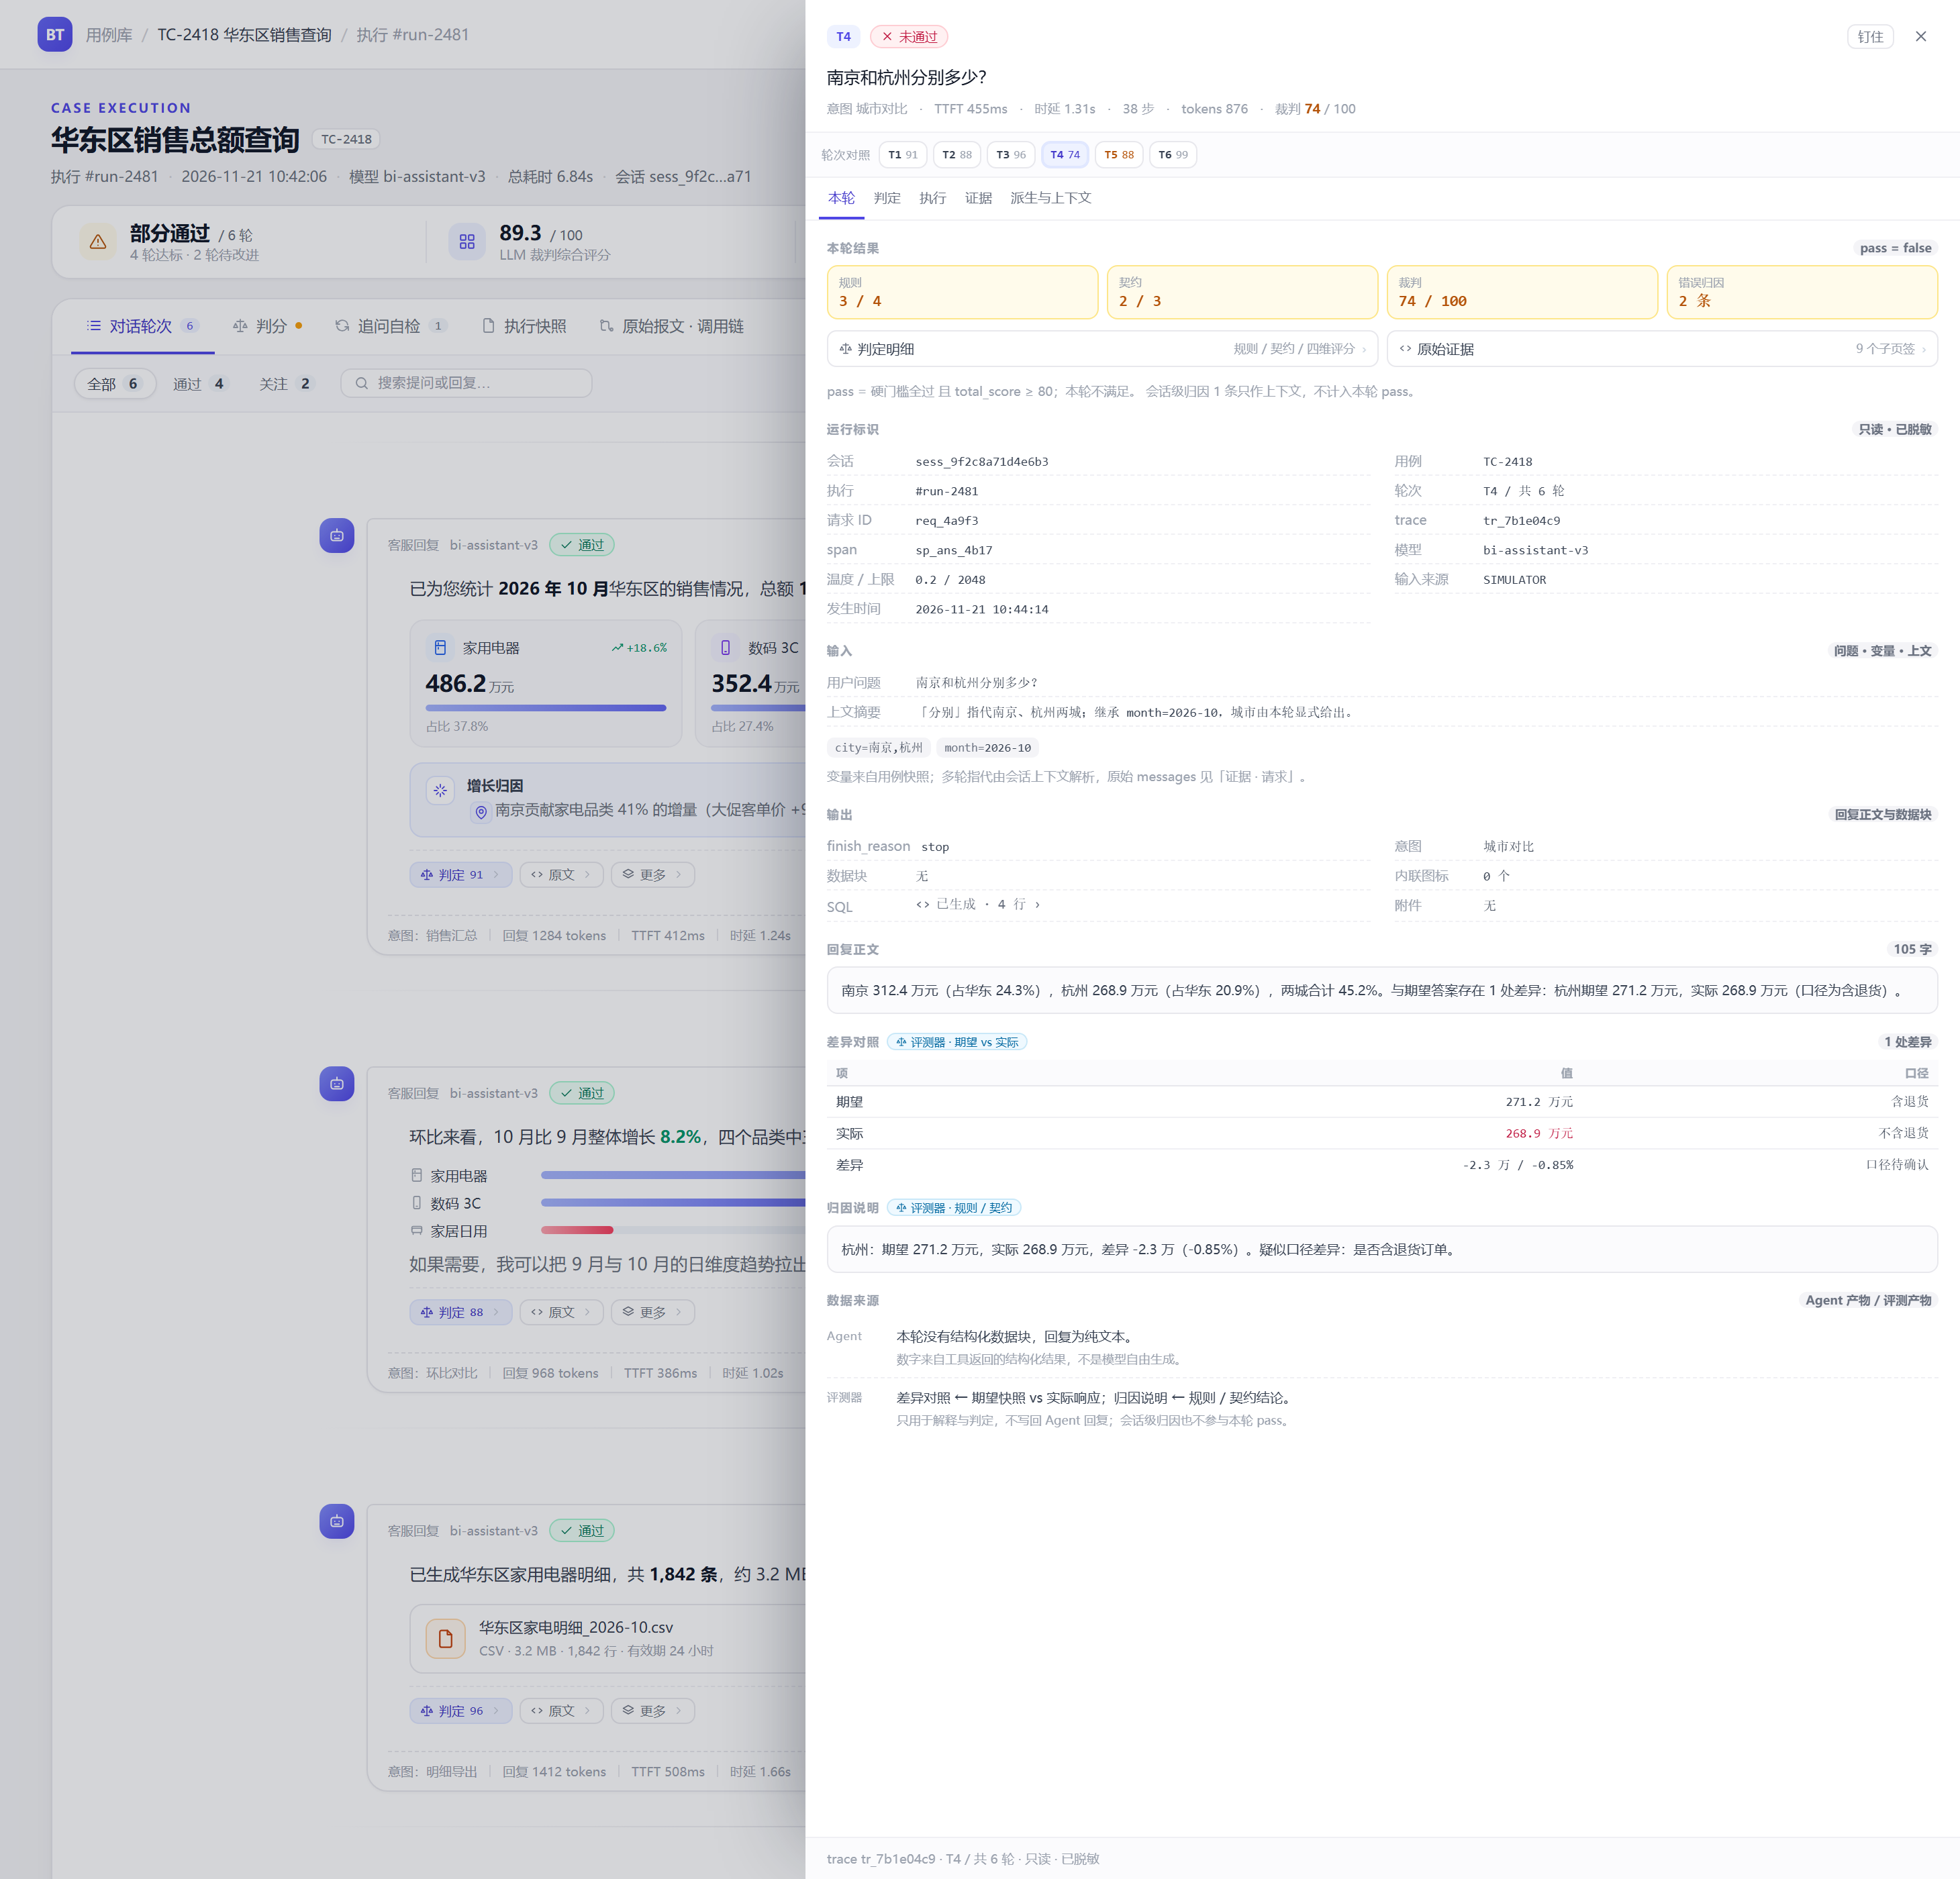 BT 用例库 / TC-2418 华东区销售查询 / 执行 #run-2481
CASE EXECUTION
华东区销售总额查询 TC-2418
执行 #run-2481 · 2026-11-21 10:42:06 · 模型 bi-assistant-v3 · 总耗时 6.84s · 会话 sess_9f2c…a71
部分通过 / 6 轮
4 轮达标 · 2 轮待改进
89.3 / 100
LLM 裁判综合评分
对话轮次 6 判分 追问自检 1 执行快照 原始报文 · 调用链
全部 6 通过 4 关注 2 搜索提问或回复…
客服回复 bi-assistant-v3 通过
已为您统计 2026 年 10 月华东区的销售情况，总额 1
家用电器 +18.6%
486.2 万元
占比 37.8%
数码 3C
352.4 万元
占比 27.4%
增长归因
南京贡献家电品类 41% 的增量（大促客单价 +9
判定 91 原文 更多
意图：销售汇总 回复 1284 tokens TTFT 412ms 时延 1.24s
客服回复 bi-assistant-v3 通过
环比来看，10 月比 9 月整体增长 8.2%，四个品类中三
家用电器
数码 3C
家居日用
如果需要，我可以把 9 月与 10 月的日维度趋势拉出
判定 88 原文 更多
意图：环比对比 回复 968 tokens TTFT 386ms 时延 1.02s
客服回复 bi-assistant-v3 通过
已生成华东区家用电器明细，共 1,842 条，约 3.2 MB
华东区家电明细_2026-10.csv
CSV · 3.2 MB · 1,842 行 · 有效期 24 小时
判定 96 原文 更多
意图：明细导出 回复 1412 tokens TTFT 508ms 时延 1.66s
T4 未通过 钉住
南京和杭州分别多少？
意图 城市对比 · TTFT 455ms · 时延 1.31s · 38 步 · tokens 876 · 裁判 74 / 100
轮次对照 T1 91 T2 88 T3 96 T4 74 T5 88 T6 99
本轮 判定 执行 证据 派生与上下文
本轮结果 pass = false
规则
3 / 4
契约
2 / 3
裁判
74 / 100
错误归因
2 条
判定明细 规则 / 契约 / 四维评分 ›
原始证据 9 个子页签 ›
pass = 硬门槛全过 且 total_score ≥ 80；本轮不满足。 会话级归因 1 条只作上下文，不计入本轮 pass。
运行标识 只读 • 已脱敏
会话 sess_9f2c8a71d4e6b3 用例 TC-2418
执行 #run-2481 轮次 T4 / 共 6 轮
请求 ID req_4a9f3 trace tr_7b1e04c9
span sp_ans_4b17 模型 bi-assistant-v3
温度 / 上限 0.2 / 2048 输入来源 SIMULATOR
发生时间 2026-11-21 10:44:14
输入 问题 • 变量 • 上文
用户问题 南京和杭州分别多少？
上文摘要 「分别」指代南京、杭州两城；继承 month=2026-10. 城市由本轮显式给出。
city=南京,杭州 month=2026-10
变量来自用例快照；多轮指代由会话上下文解析，原始 messages 见「证据 · 请求」。
输出 回复正文与数据块
finish_reason stop 意图 城市对比
数据块 无 内联图标 0 个
SQL 已生成 · 4 行 › 附件 无
回复正文 105 字
南京 312.4 万元（占华东 24.3%），杭州 268.9 万元（占华东 20.9%），两城合计 45.2%。与期望答案存在 1 处差异：杭州期望 271.2 万元，实际 268.9 万元（口径为含退货）。
差异对照 评测器 · 期望 vs 实际 1 处差异
项 值 口径
期望 271.2 万元 含退货
实际 268.9 万元 不含退货
差异 -2.3 万 / -0.85% 口径待确认
归因说明 评测器 · 规则 / 契约
杭州：期望 271.2 万元，实际 268.9 万元，差异 -2.3 万（-0.85%）。疑似口径差异：是否含退货订单。
数据来源 Agent 产物 / 评测产物
Agent 本轮没有结构化数据块，回复为纯文本。
数字来自工具返回的结构化结果，不是模型自由生成。
评测器 差异对照 ← 期望快照 vs 实际响应；归因说明 ← 规则 / 契约结论。
只用于解释与判定，不写回 Agent 回复；会话级归因也不参与本轮 pass。
trace tr_7b1e04c9 · T4 / 共 6 轮 · 只读 · 已脱敏